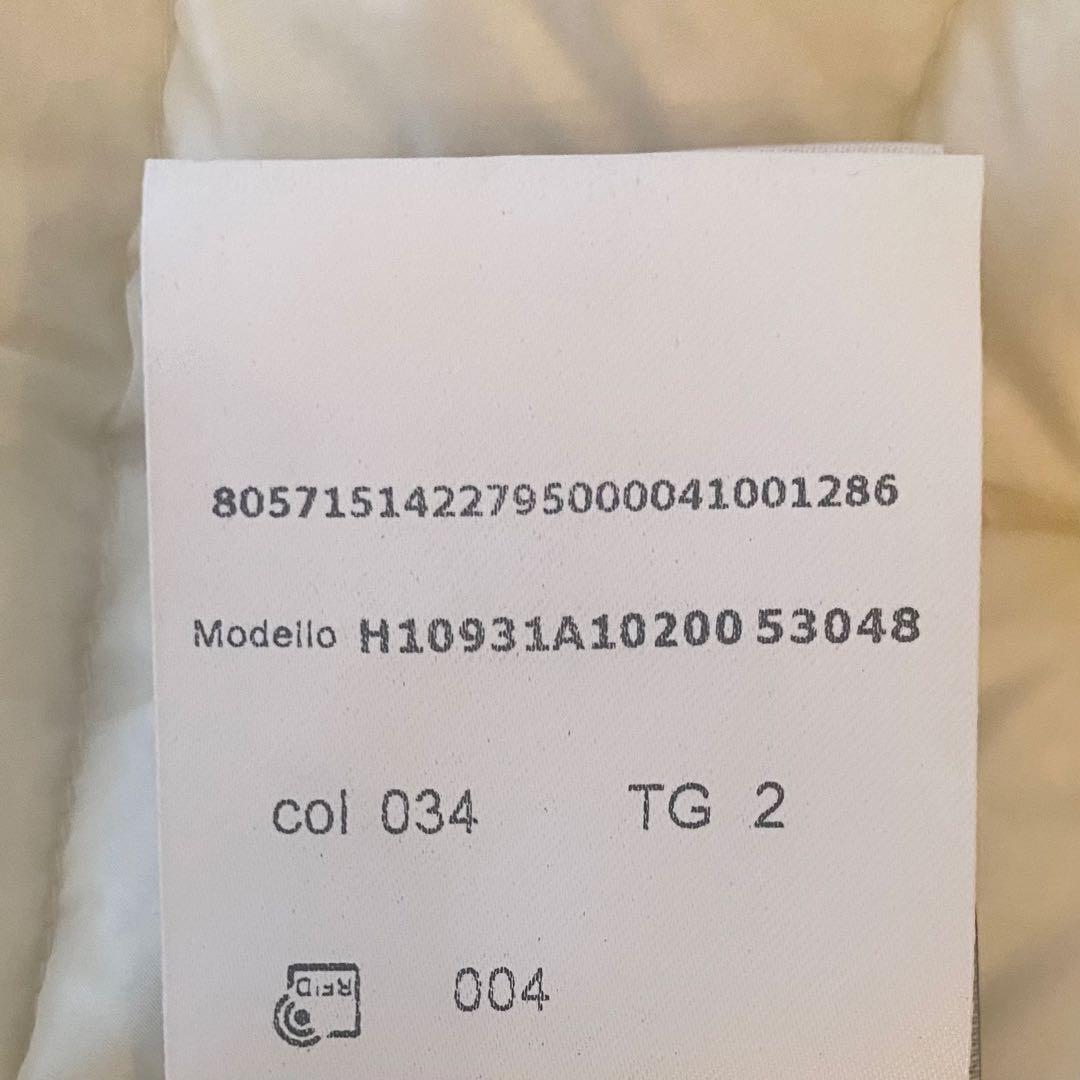 8057151422795000041001286
Modello H10931A10200 53048
col 034 TG 2
RFID 004